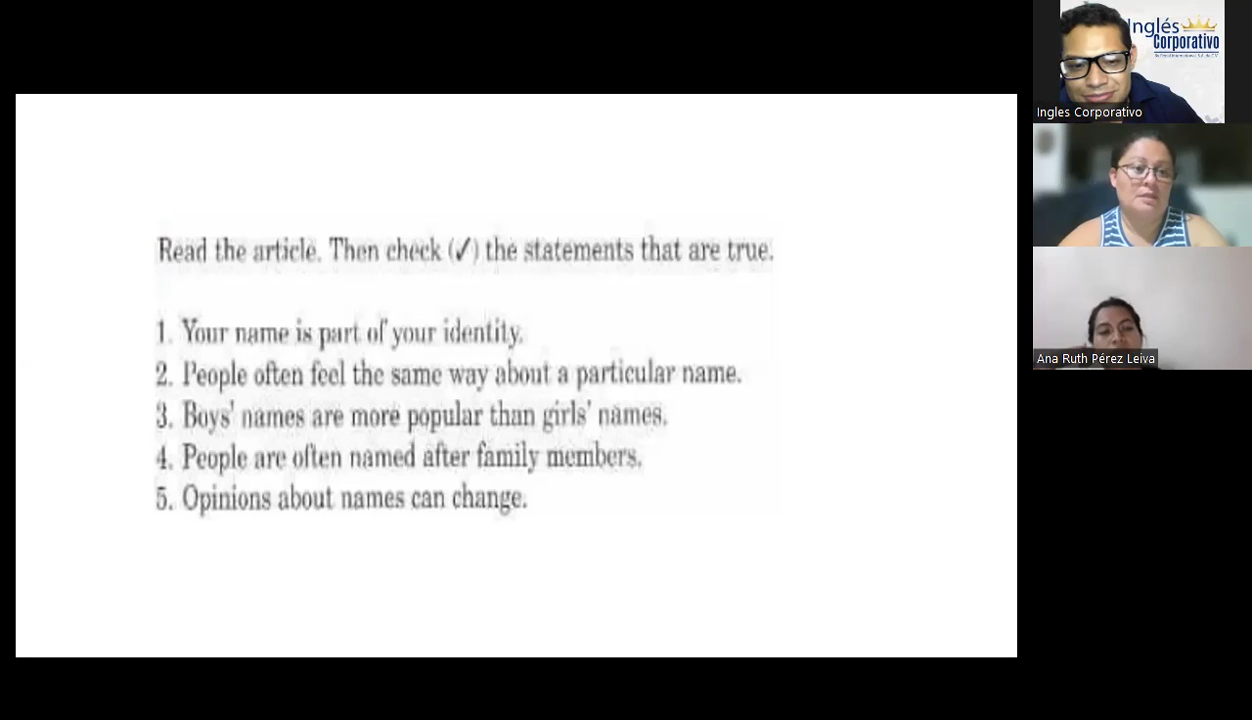 Read the article. Then check (✓) the statements that are true.
1. Your name is part of your identity.
2. People often feel the same way about a particular name.
3. Boys' names are more popular than girls' names.
4. People are often named after family members.
5. Opinions about names can change.
Inglés
Corporativo
Ingles Corporativo
Ana Ruth Pérez Leiva